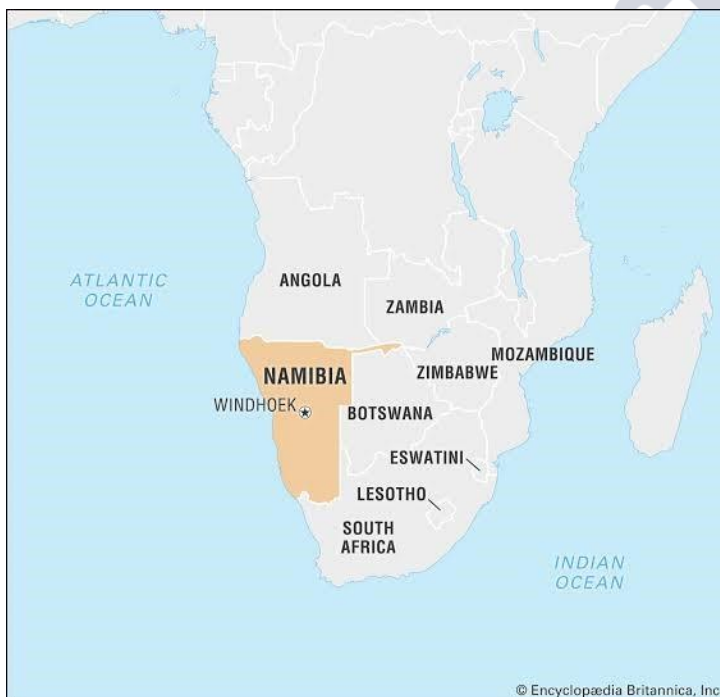 ATLANTIC
OCEAN
ANGOLA
ZAMBIA
NAMIBIA
WINDHOEK
BOTSWANA
ZIMBABWE
MOZAMBIQUE
ESWATINI
LESOTHO
SOUTH
AFRICA
INDIAN
OCEAN
© Encyclopædia Britannica, Inc